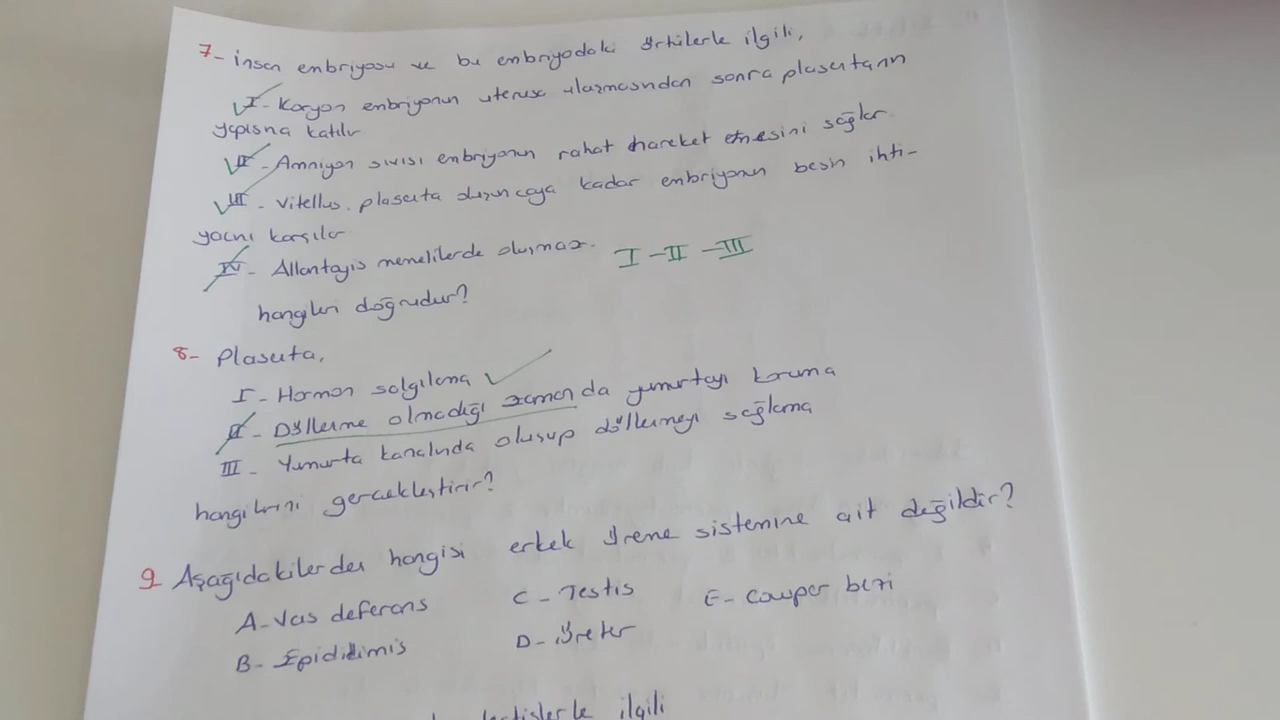 7- İnsan embriyosu ve bu embriyodaki örtülerle ilgili,
I- Koryon embriyonun uterusa ulaşmasından sonra plasentanın
yapısına katılır
II- Amniyon sıvısı embriyonun rahat hareket etmesini sağlar.
III- Vitellus, plasenta oluşuncaya kadar embriyonun besin ihti-
yacını karşılar
IV- Allantoyis memelilerde oluşmaz. I-II-III
hangileri doğrudur?
8- Plasenta,
I- Hormon salgılama
II- Döllenme olmadığı zaman da yumurtayı koruma
III- Yumurta kanalında oluşup döllenmeyi sağlama
hangilerini gerçekleştirir?
9 Aşağıdakilerden hangisi erkek üreme sistemine ait değildir?
A-Vas deferens C-Testis E-Cowper bezi
B- Epididimis D- Üreter
ilgili